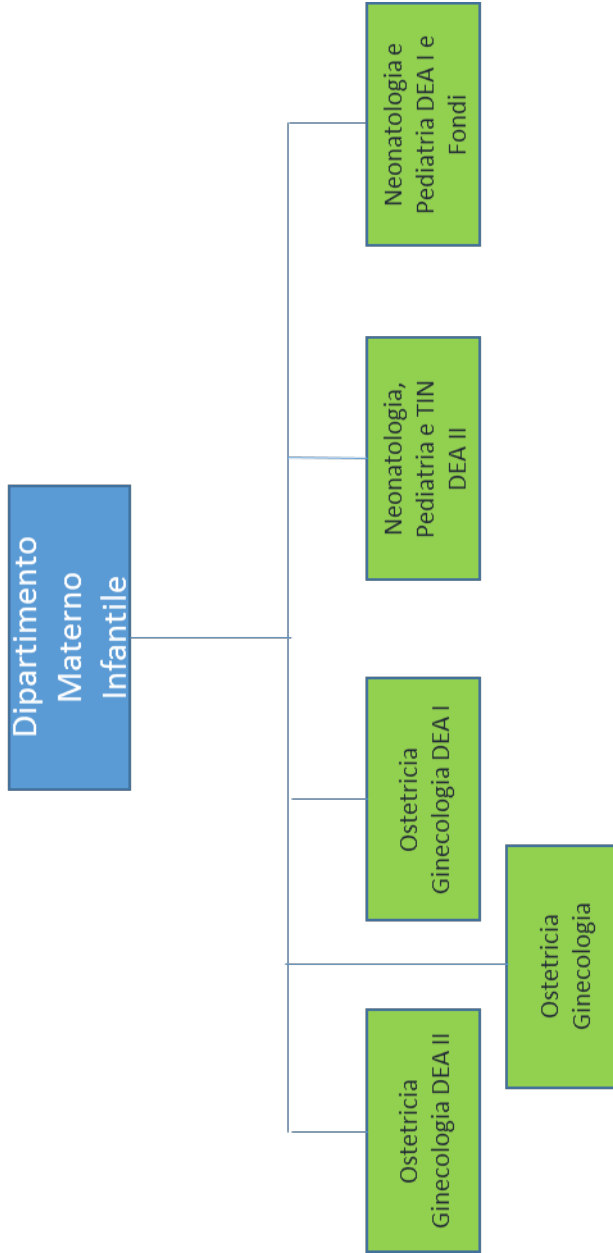 Dipartimento
Materno
Infantile
Ostetricia
Ginecologia DEA II
Ostetricia
Ginecologia
Ostetricia
Ginecologia DEA I
Neonatologia,
Pediatria e TIN
DEA II
Neonatologia e
Pediatria DEA I e
Fondi